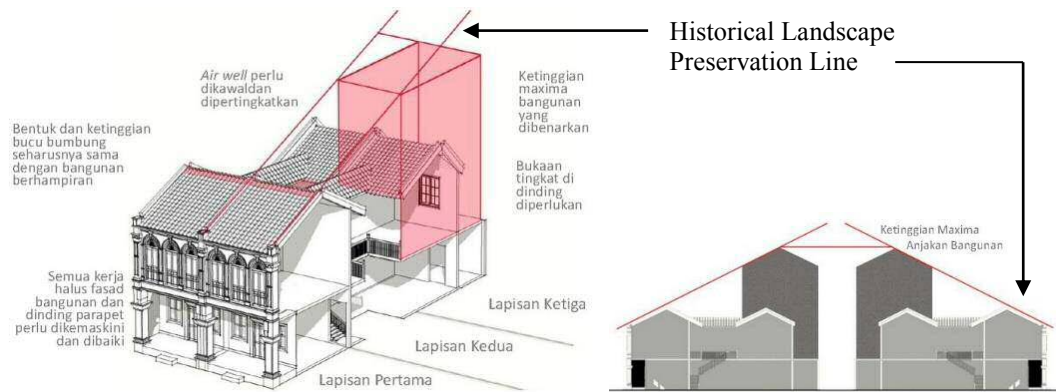 Historical Landscape
Preservation Line
Air well perlu
dikawaldan
dipertingkatkan
Ketinggian
maxima
bangunan
yang
dibenarkan
Bentuk dan ketinggian
bucu bumbung
seharusnya sama
dengan bangunan
berhampiran
Bukaan
tingkat di
dinding
diperlukan
Semua kerja
halus fasad
bangunan dan
dinding parapet
perlu dikemaskini
dan dibaiki
Lapisan Ketiga
Lapisan Kedua
Lapisan Pertama
Ketinggian Maxima
Anjakan Bangunan